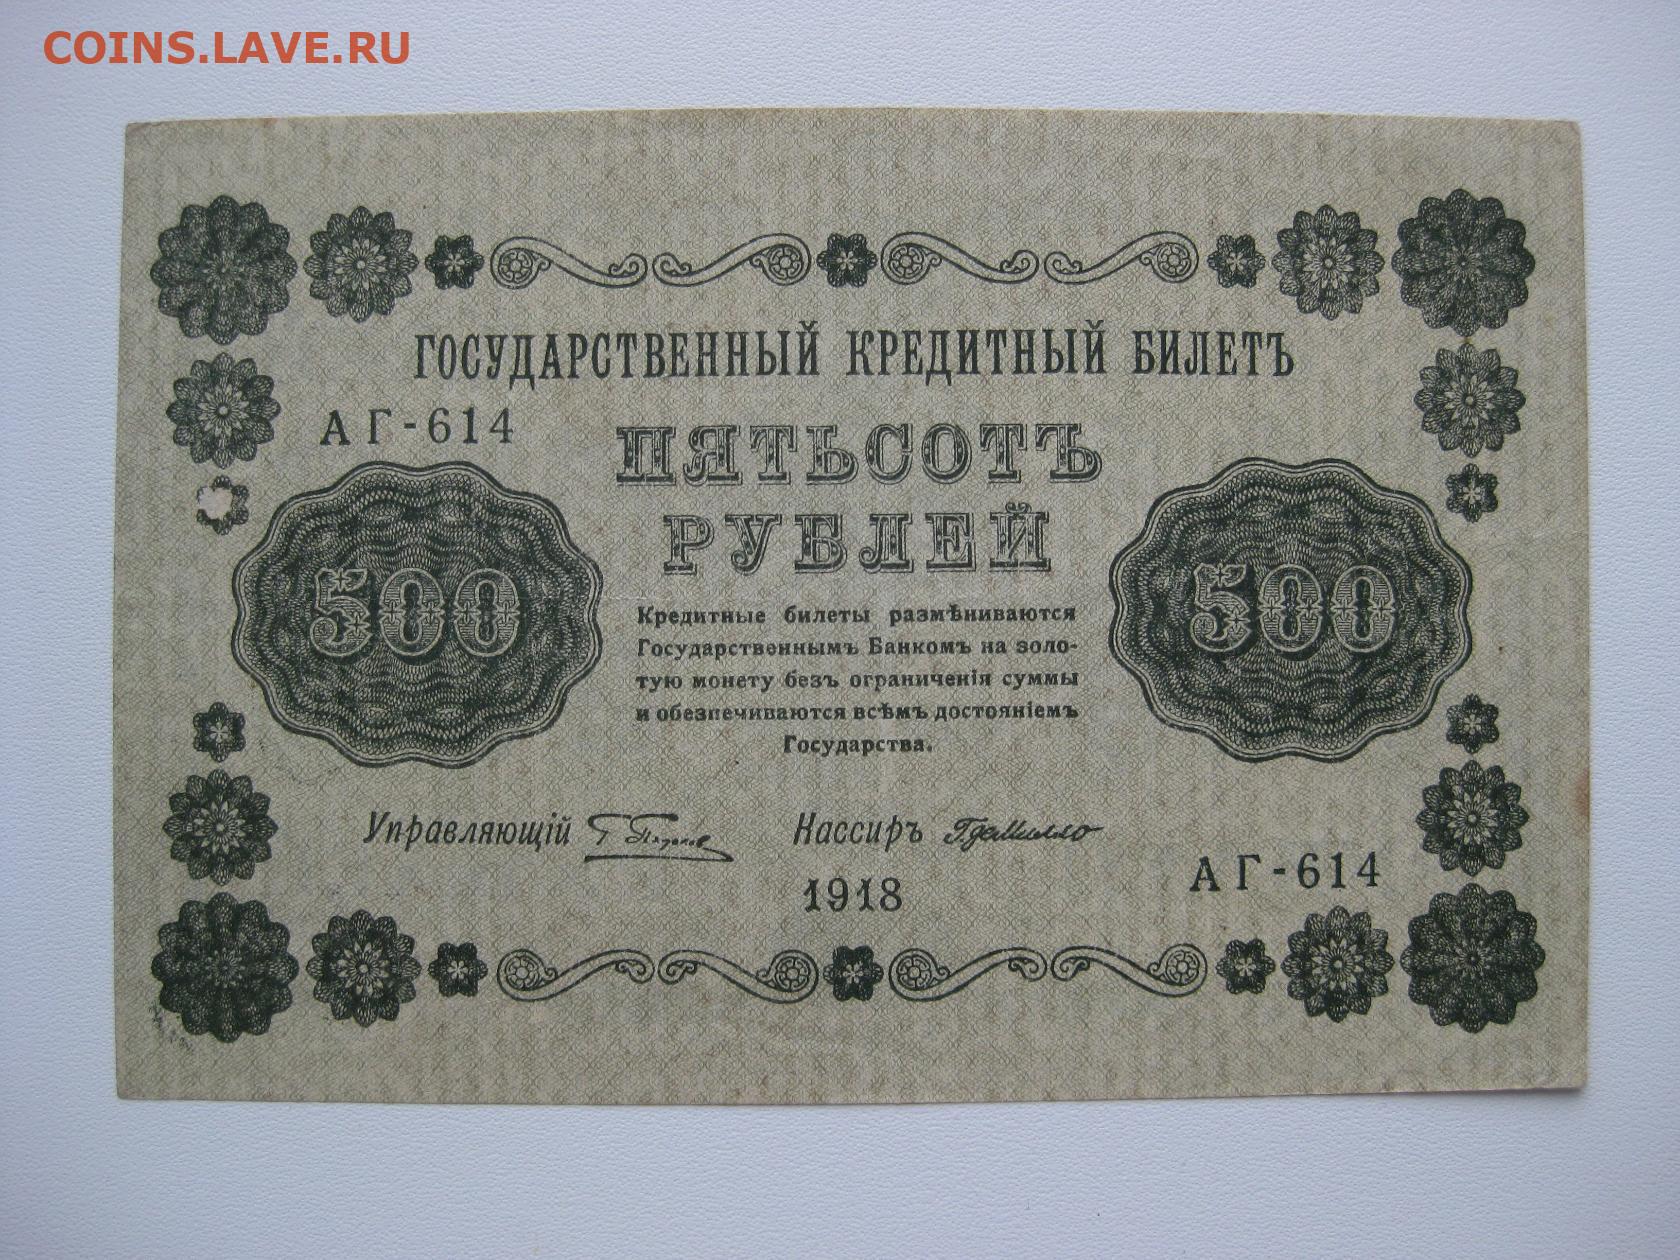 COINS.LAVE.RU
ГОСУДАРСТВЕННЫЙ КРЕДИТНЫЙ БИЛЕТЪ
АГ-614
ПЯТЬСОТЪ
РУБЛЕЙ
500
500
Кредитные билеты размѣниваются
Государственнымъ Банкомъ на золо-
тую монету безъ ограниченія суммы
и обезпечиваются всѣмъ достояніемъ
Государства.
Управляющій Кассиръ
1918
АГ-614